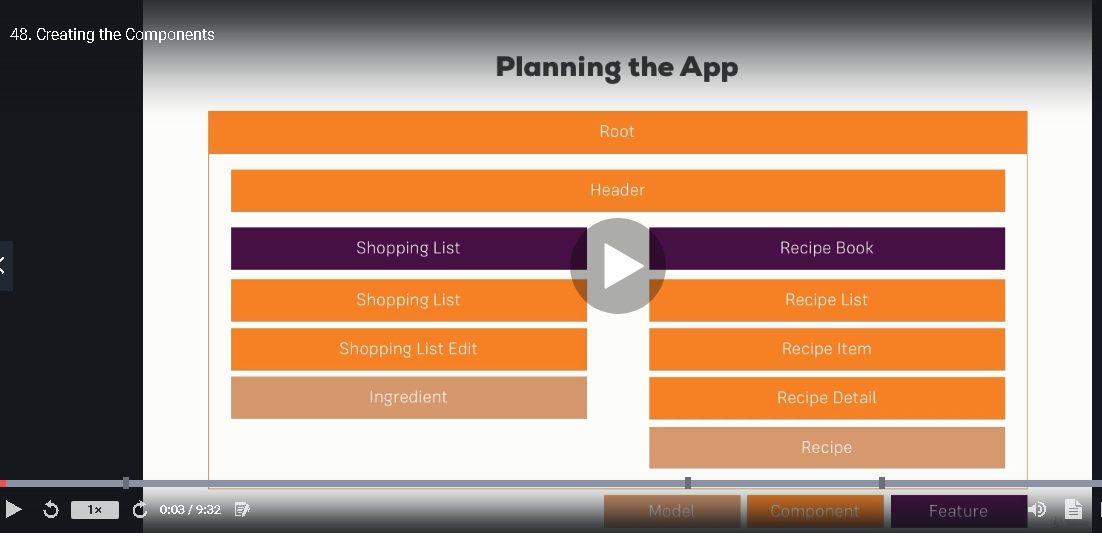 48. Creating the Components
Planning the App
Root
Header
Shopping List
Recipe Book
Shopping List
Recipe List
Shopping List Edit
Recipe Item
Ingredient
Recipe Detail
Recipe
Model
Component
Feature
1×
0:03 / 9:32